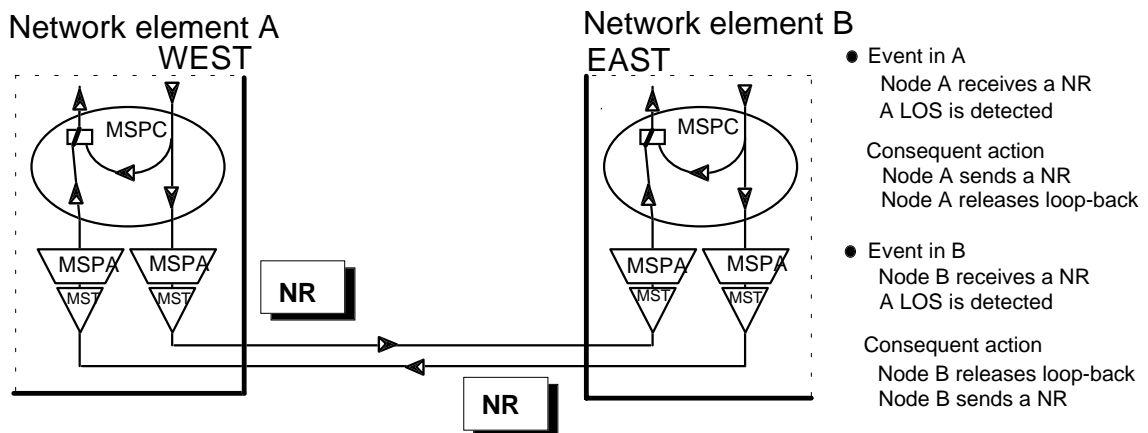 Network element A
WEST
MSPC
MSPA
MSPA
MST
MST
NR
NR
Network element B
EAST
MSPC
MSPA
MSPA
MST
MST
● Event in A
Node A receives a NR
A LOS is detected
Consequent action
Node A sends a NR
Node A releases loop-back
● Event in B
Node B receives a NR
A LOS is detected
Consequent action
Node B releases loop-back
Node B sends a NR